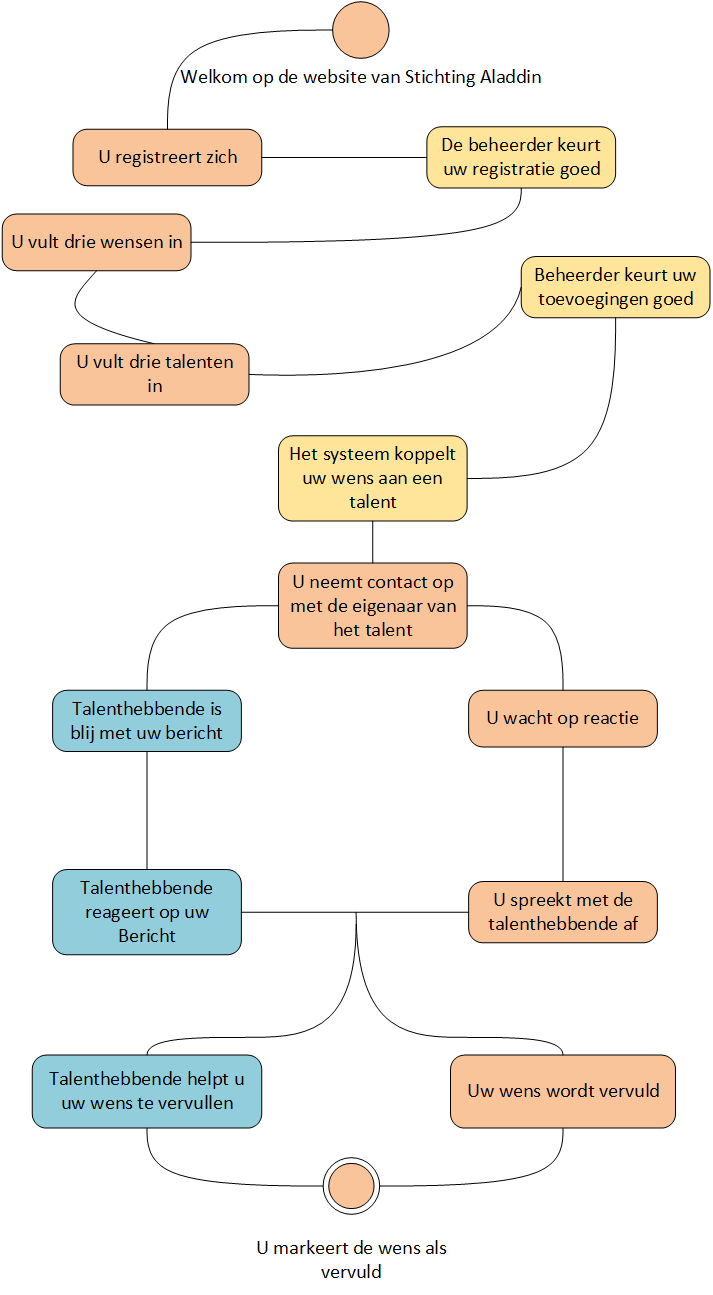 Welkom op de website van Stichting Aladdin
U registreert zich
De beheerder keurt
uw registratie goed
U vult drie wensen in
Beheerder keurt uw
toevoegingen goed
U vult drie talenten
in
Het systeem koppelt
uw wens aan een
talent
U neemt contact op
met de eigenaar van
het talent
Talenthebbende is
blij met uw bericht
U wacht op reactie
Talenthebbende
reageert op uw
Bericht
U spreekt met de
talenthebbende af
Talenthebbende helpt u
uw wens te vervullen
Uw wens wordt vervuld
U markeert de wens als
vervuld